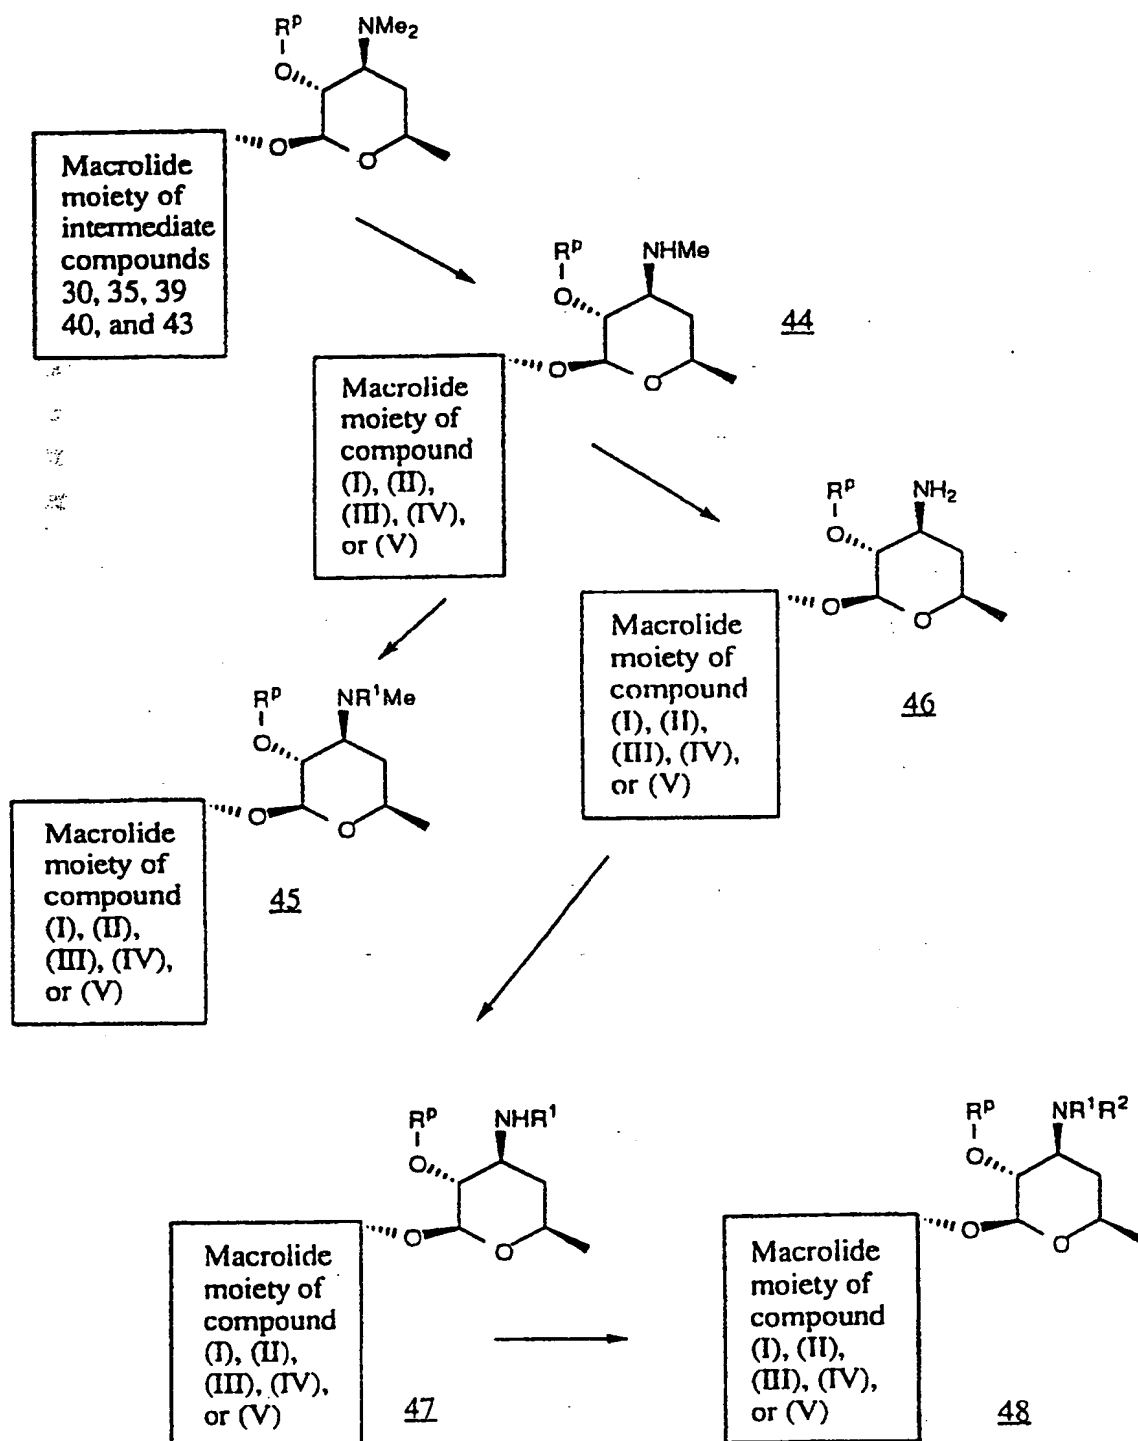 Rᵖ
NMe₂
O
O
O
Macrolide
moiety of
intermediate
compounds
30, 35, 39
40, and 43
Rᵖ
NHMe
O
O
O
44
Macrolide
moiety of
compound
(I), (II),
(III), (IV),
or (V)
Rᵖ
NH₂
O
O
O
46
Macrolide
moiety of
compound
(I), (II),
(III), (IV),
or (V)
Rᵖ
NR¹Me
O
O
O
45
Macrolide
moiety of
compound
(I), (II),
(III), (IV),
or (V)
Rᵖ
NHR¹
O
O
O
Macrolide
moiety of
compound
(I), (II),
(III), (IV),
or (V)
47
Rᵖ
NR¹R²
O
O
O
Macrolide
moiety of
compound
(I), (II),
(III), (IV),
or (V)
48